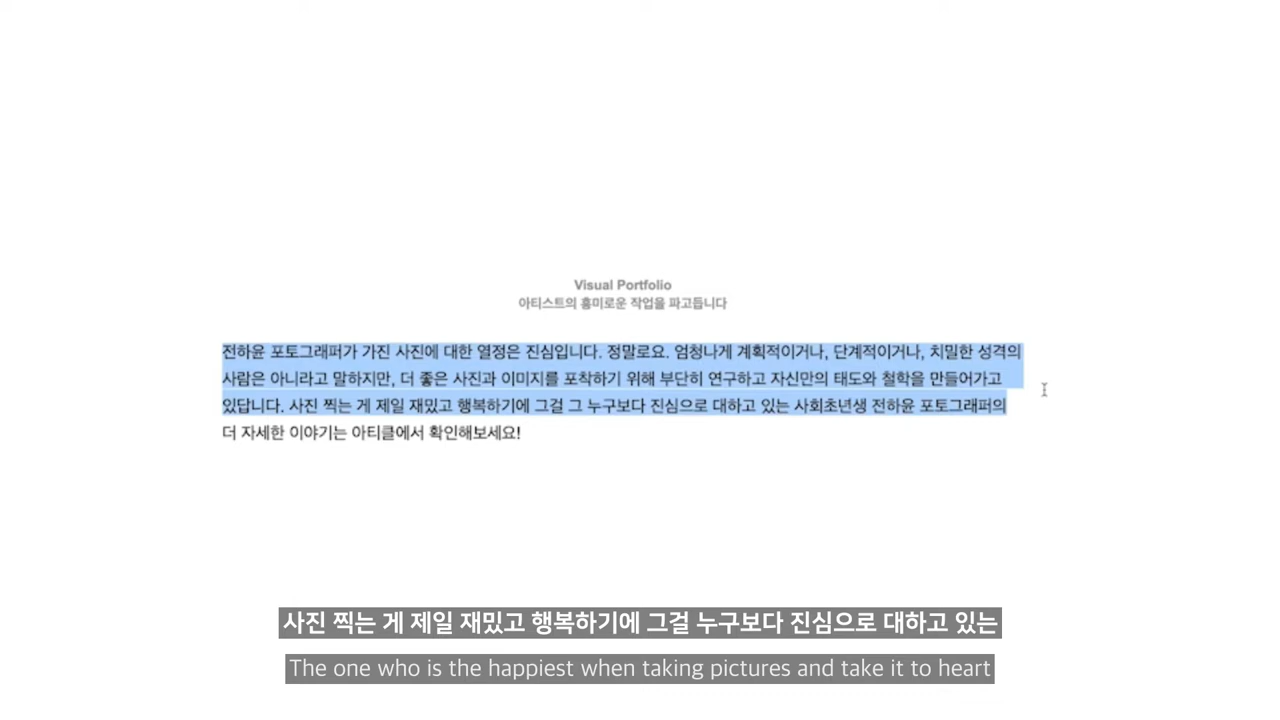 Visual Portfolio
아티스트의 흥미로운 작업을 파고듭니다
전하윤 포토그래퍼가 가진 사진에 대한 열정은 진심입니다. 정말로요. 엄청나게 계획적이거나, 단계적이거나, 치밀한 성격의
사람은 아니라고 말하지만, 더 좋은 사진과 이미지를 포착하기 위해 부단히 연구하고 자신만의 태도와 철학을 만들어가고
있답니다. 사진 찍는 게 제일 재밌고 행복하기에 그걸 그 누구보다 진심으로 대하고 있는 사회초년생 전하윤 포토그래퍼의
더 자세한 이야기는 아티클에서 확인해보세요!
사진 찍는 게 제일 재밌고 행복하기에 그걸 누구보다 진심으로 대하고 있는
The one who is the happiest when taking pictures and take it to heart